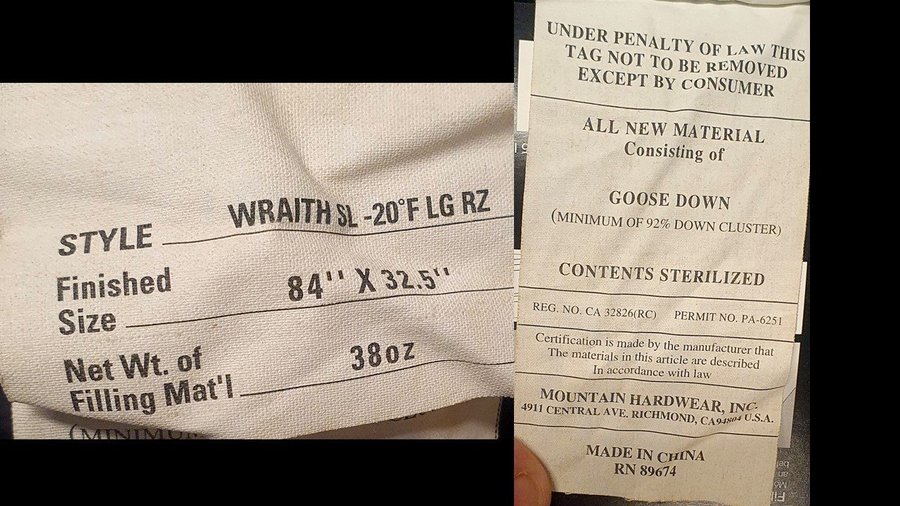 STYLE WRAITH SL -20°F LG RZ
Finished
Size 84'' X 32.5''
Net Wt. of
Filling Mat'l 38oz
(MINIMUM
UNDER PENALTY OF LAW THIS
TAG NOT TO BE REMOVED
EXCEPT BY CONSUMER
ALL NEW MATERIAL
Consisting of
GOOSE DOWN
(MINIMUM OF 92% DOWN CLUSTER)
CONTENTS STERILIZED
REG. NO. CA 32826(RC) PERMIT NO. PA-6251
Certification is made by the manufacturer that
The materials in this article are described
In accordance with law
MOUNTAIN HARDWEAR, INC.
4911 CENTRAL AVE. RICHMOND, CA94804 U.S.A.
MADE IN CHINA
RN 89674